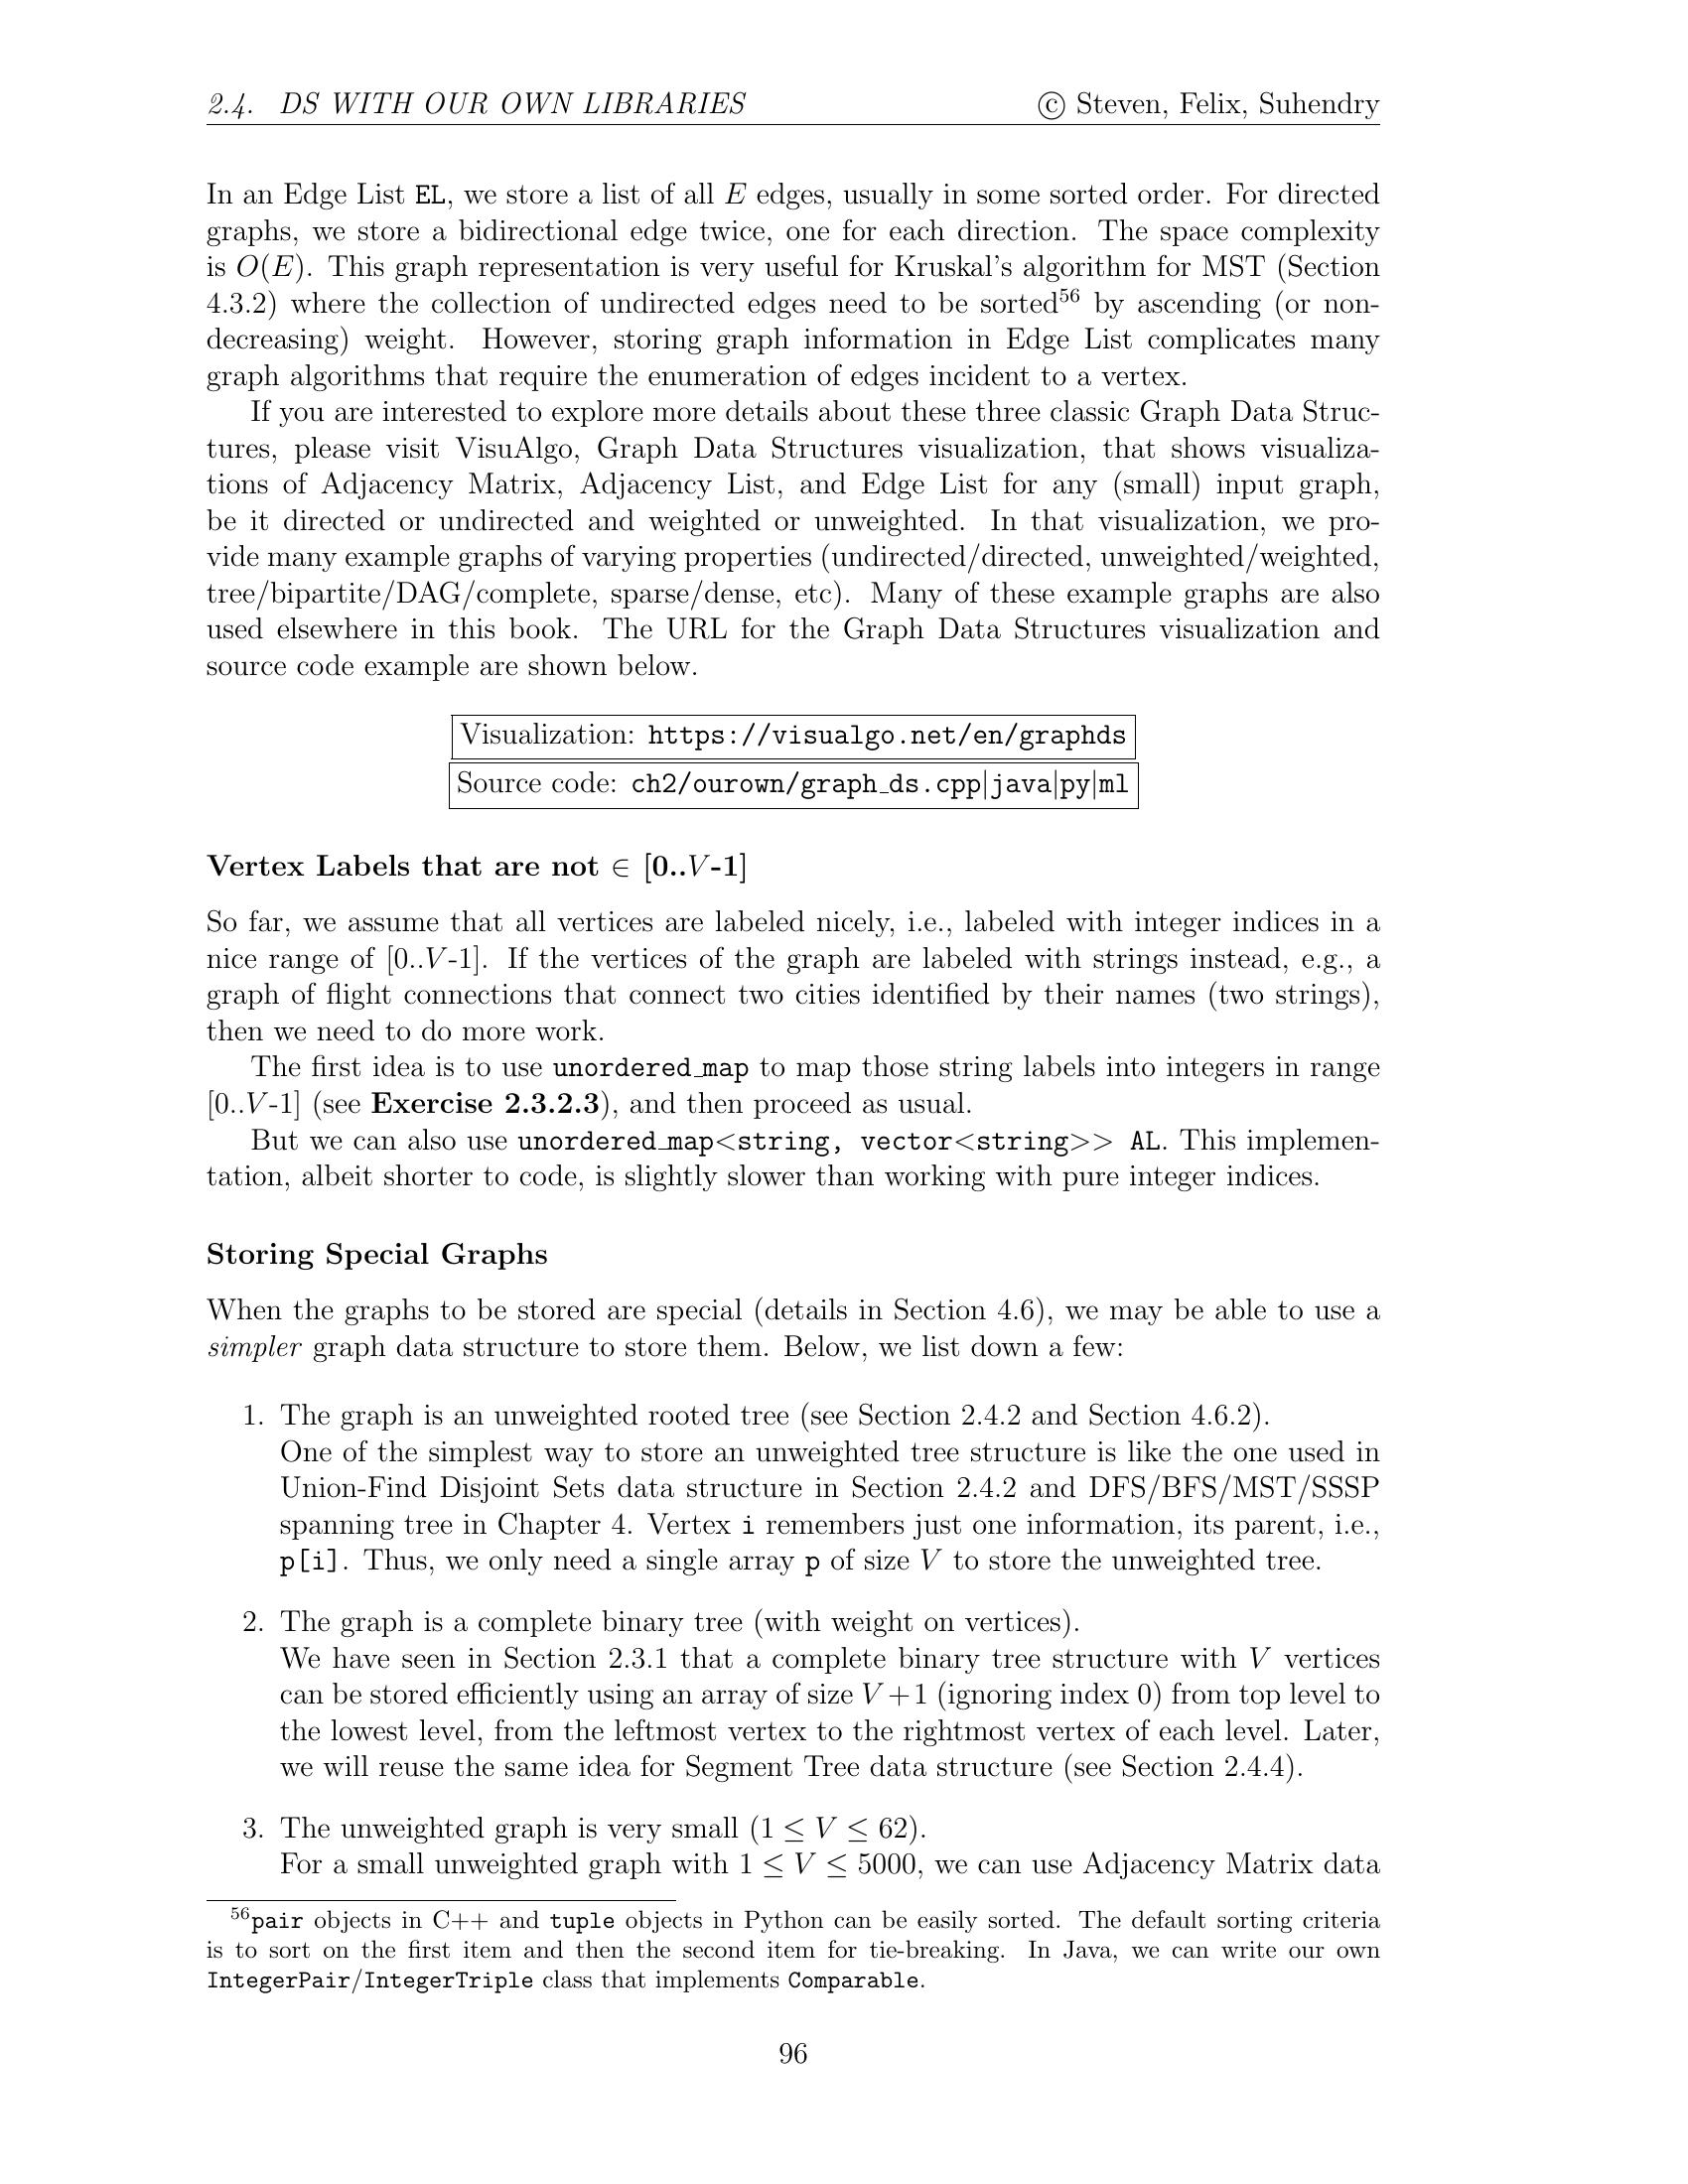 2.4. DS WITH OUR OWN LIBRARIES © Steven, Felix, Suhendry
In an Edge List EL, we store a list of all E edges, usually in some sorted order. For directed
graphs, we store a bidirectional edge twice, one for each direction. The space complexity
is O(E). This graph representation is very useful for Kruskal's algorithm for MST (Section
4.3.2) where the collection of undirected edges need to be sorted⁵⁶ by ascending (or non-
decreasing) weight. However, storing graph information in Edge List complicates many
graph algorithms that require the enumeration of edges incident to a vertex.
If you are interested to explore more details about these three classic Graph Data Struc-
tures, please visit VisuAlgo, Graph Data Structures visualization, that shows visualiza-
tions of Adjacency Matrix, Adjacency List, and Edge List for any (small) input graph,
be it directed or undirected and weighted or unweighted. In that visualization, we pro-
vide many example graphs of varying properties (undirected/directed, unweighted/weighted,
tree/bipartite/DAG/complete, sparse/dense, etc). Many of these example graphs are also
used elsewhere in this book. The URL for the Graph Data Structures visualization and
source code example are shown below.
Visualization: https://visualgo.net/en/graphds
Source code: ch2/ourown/graph_ds.cpp|java|py|ml
Vertex Labels that are not ∈ [0..V-1]
So far, we assume that all vertices are labeled nicely, i.e., labeled with integer indices in a
nice range of [0..V-1]. If the vertices of the graph are labeled with strings instead, e.g., a
graph of flight connections that connect two cities identified by their names (two strings),
then we need to do more work.
The first idea is to use unordered_map to map those string labels into integers in range
[0..V-1] (see Exercise 2.3.2.3), and then proceed as usual.
But we can also use unordered_map<string, vector<string>> AL. This implemen-
tation, albeit shorter to code, is slightly slower than working with pure integer indices.
Storing Special Graphs
When the graphs to be stored are special (details in Section 4.6), we may be able to use a
simpler graph data structure to store them. Below, we list down a few:
1. The graph is an unweighted rooted tree (see Section 2.4.2 and Section 4.6.2).
One of the simplest way to store an unweighted tree structure is like the one used in
Union-Find Disjoint Sets data structure in Section 2.4.2 and DFS/BFS/MST/SSSP
spanning tree in Chapter 4. Vertex i remembers just one information, its parent, i.e.,
p[i]. Thus, we only need a single array p of size V to store the unweighted tree.
2. The graph is a complete binary tree (with weight on vertices).
We have seen in Section 2.3.1 that a complete binary tree structure with V vertices
can be stored efficiently using an array of size V+1 (ignoring index 0) from top level to
the lowest level, from the leftmost vertex to the rightmost vertex of each level. Later,
we will reuse the same idea for Segment Tree data structure (see Section 2.4.4).
3. The unweighted graph is very small (1 ≤ V ≤ 62).
For a small unweighted graph with 1 ≤ V ≤ 5000, we can use Adjacency Matrix data
⁵⁶pair objects in C++ and tuple objects in Python can be easily sorted. The default sorting criteria
is to sort on the first item and then the second item for tie-breaking. In Java, we can write our own
IntegerPair/IntegerTriple class that implements Comparable.
96